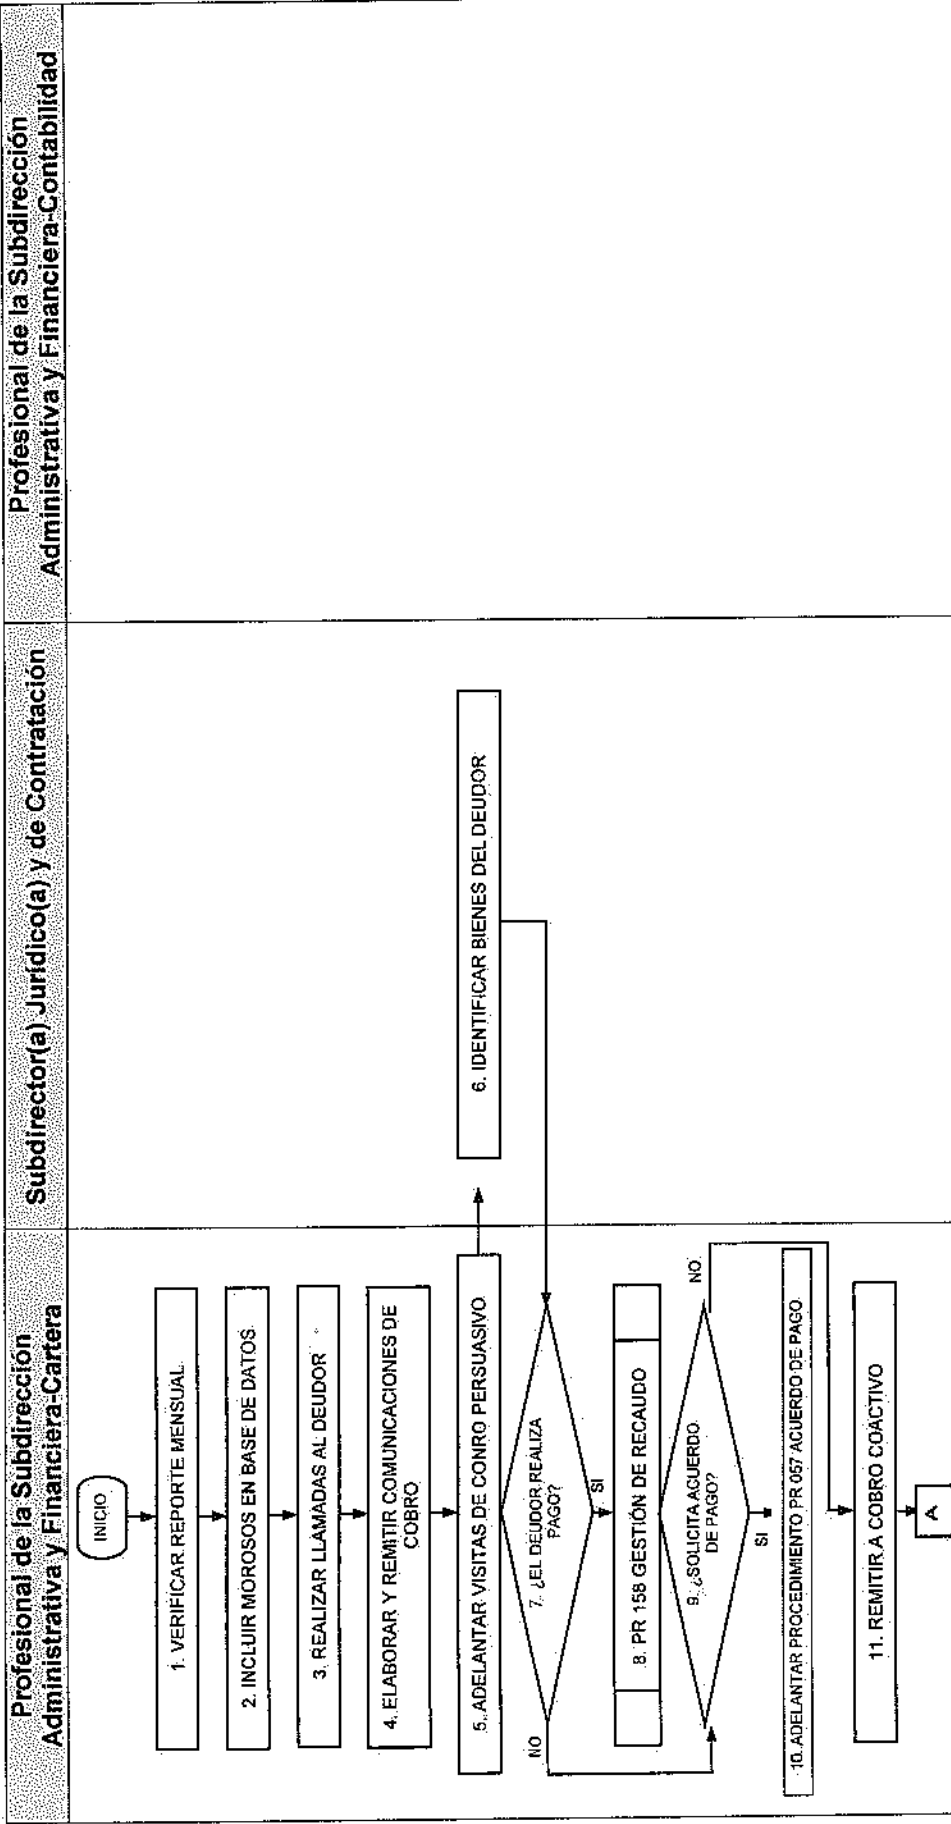 Profesional de la Subdirección
Administrativa y Financiera-Cartera
Subdirector(a) Jurídico(a) y de Contratación
Profesional de la Subdirección
Administrativa y Financiera-Contabilidad
INICIO
1. VERIFICAR REPORTE MENSUAL
2. INCLUIR MOROSOS EN BASE DE DATOS
3. REALIZAR LLAMADAS AL DEUDOR
4. ELABORAR Y REMITIR COMUNICACIONES DE
COBRO
5. ADELANTAR VISITAS DE CONRO PERSUASIVO
6. IDENTIFICAR BIENES DEL DEUDOR
7. ¿EL DEUDOR REALIZA
PAGO?
NO
SI
8. PR 158 GESTIÓN DE RECAUDO
9. ¿SOLICITA ACUERDO
DE PAGO?
NO
SI
10. ADELANTAR PROCEDIMIENTO PR 057 ACUERDO DE PAGO
11. REMITIR A COBRO COACTIVO
A